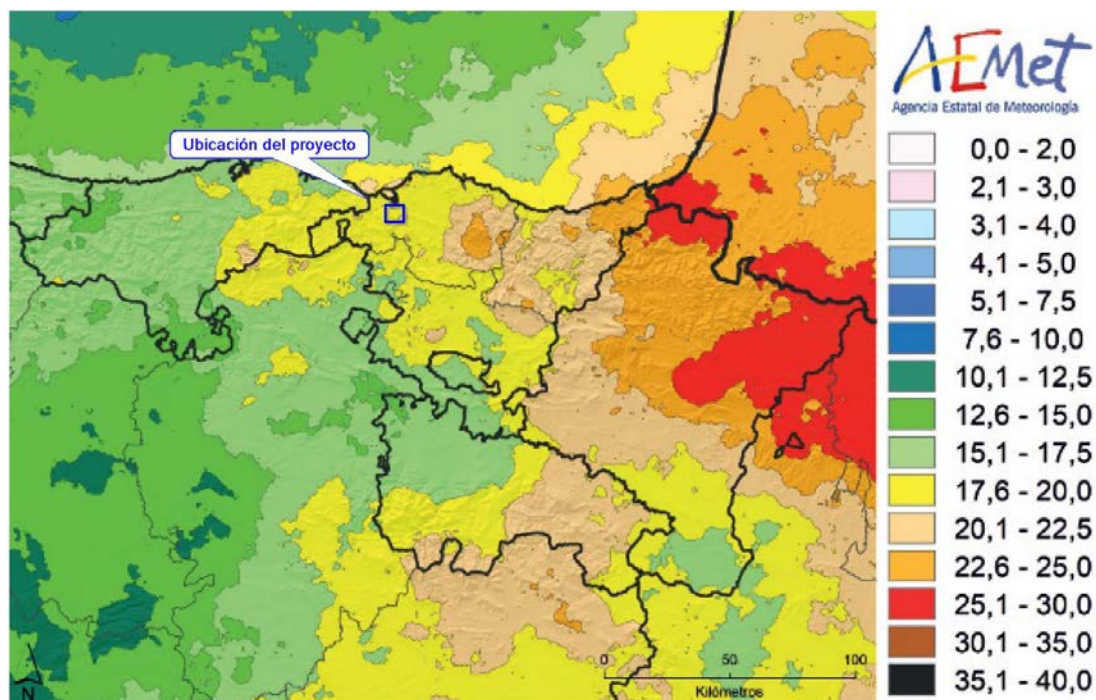 Ubicación del proyecto
AEMet
Agencia Estatal de Meteorología
0,0 - 2,0
2,1 - 3,0
3,1 - 4,0
4,1 - 5,0
5,1 - 7,5
7,6 - 10,0
10,1 - 12,5
12,6 - 15,0
15,1 - 17,5
17,6 - 20,0
20,1 - 22,5
22,6 - 25,0
25,1 - 30,0
30,1 - 35,0
35,1 - 40,0
0 50 100
Kilómetros
N